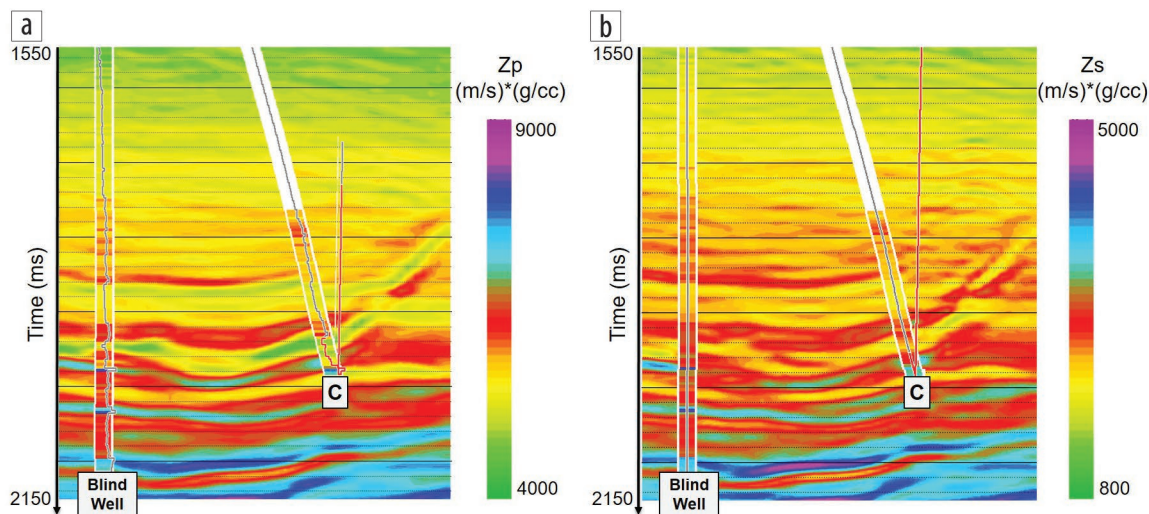 a
1550
Zp
(m/s)*(g/cc)
9000
4000
Time (ms)
C
Blind
Well
2150
b
1550
Zs
(m/s)*(g/cc)
5000
800
Time (ms)
C
Blind
Well
2150